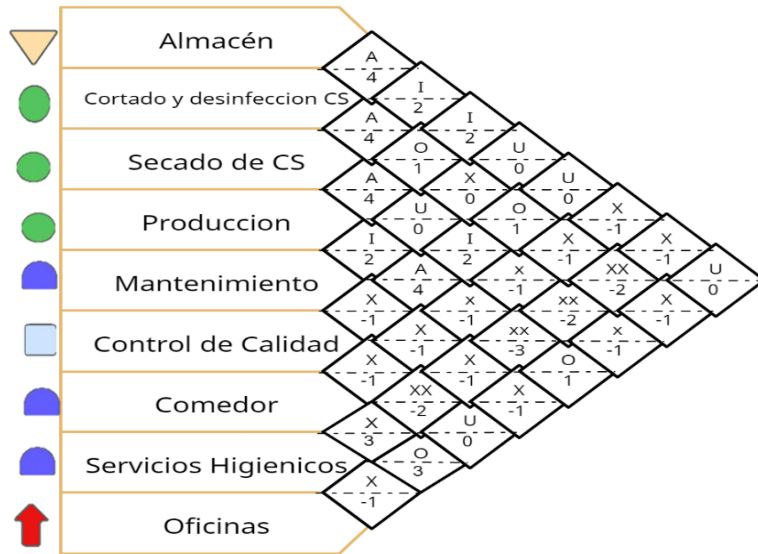 Almacén
Cortado y desinfeccion CS
Secado de CS
Produccion
Mantenimiento
Control de Calidad
Comedor
Servicios Higienicos
Oficinas
A
4
A
4
A
4
I
2
X
-1
X
-1
X
3
X
-1
I
2
O
1
U
0
A
4
X
-1
XX
-2
O
3
I
2
X
0
I
2
x
-1
X
-1
U
0
U
0
O
1
x
-1
xx
-3
X
-1
U
0
X
-1
xx
-2
O
1
X
-1
XX
-2
x
-1
X
-1
X
-1
U
0